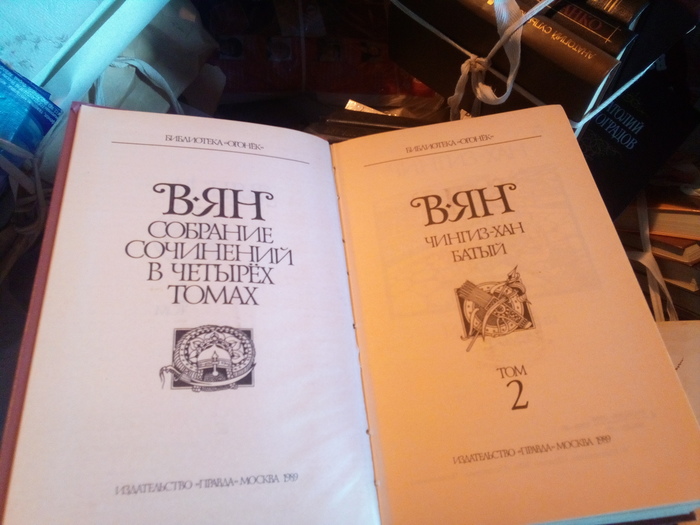 БИБЛИОТЕКА «ОГОНЁК»
В·ЯН
СОБРАНИЕ
СОЧИНЕНИЙ
В ЧЕТЫРЁХ
ТОМАХ
ИЗДАТЕЛЬСТВО «ПРАВДА» МОСКВА 1989
БИБЛИОТЕКА «ОГОНЁК»
В·ЯН
ЧИНГИЗ-ХАН
БАТЫЙ
ТОМ
2
ИЗДАТЕЛЬСТВО «ПРАВДА» МОСКВА 1989